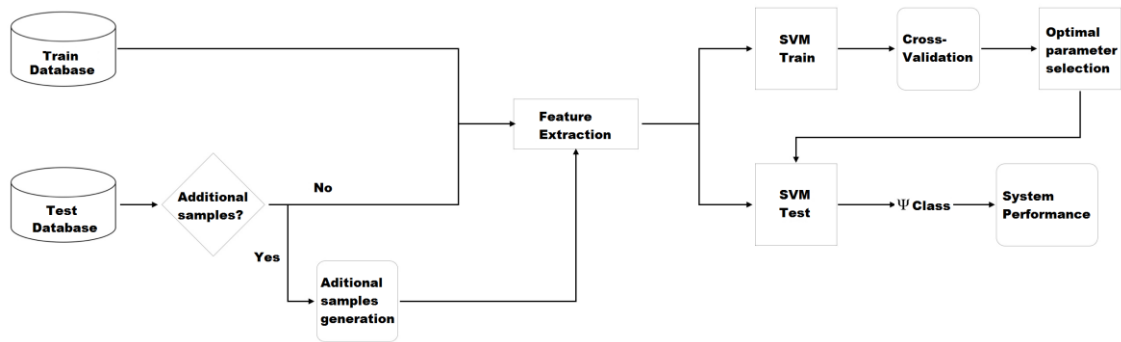 Train
Database
Test
Database
Additional
samples?
No
Yes
Aditional
samples
generation
Feature
Extraction
SVM
Train
Cross-
Validation
Optimal
parameter
selection
SVM
Test
Ψ Class
System
Performance